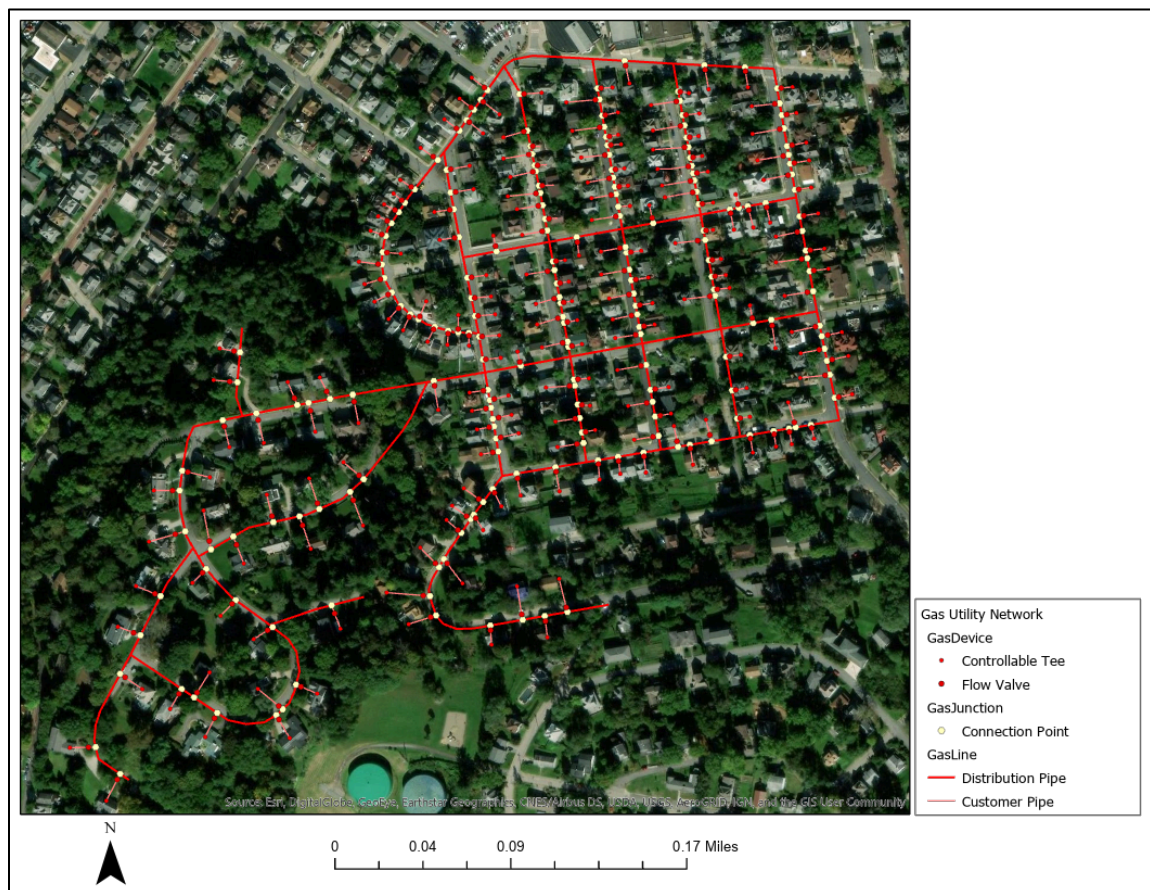 Source: Esri, DigitalGlobe, GeoEye, Earthstar Geographics, CNES/Airbus DS, USDA, USGS, AeroGRID, IGN, and the GIS User Community
Gas Utility Network
GasDevice
Controllable Tee
Flow Valve
GasJunction
Connection Point
GasLine
Distribution Pipe
Customer Pipe
N
0 0.04 0.09 0.17 Miles